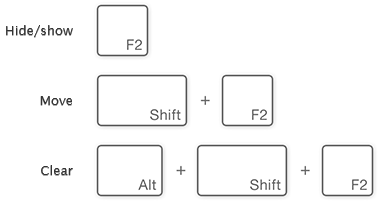 Hide/show F2
Move Shift + F2
Clear Alt + Shift + F2